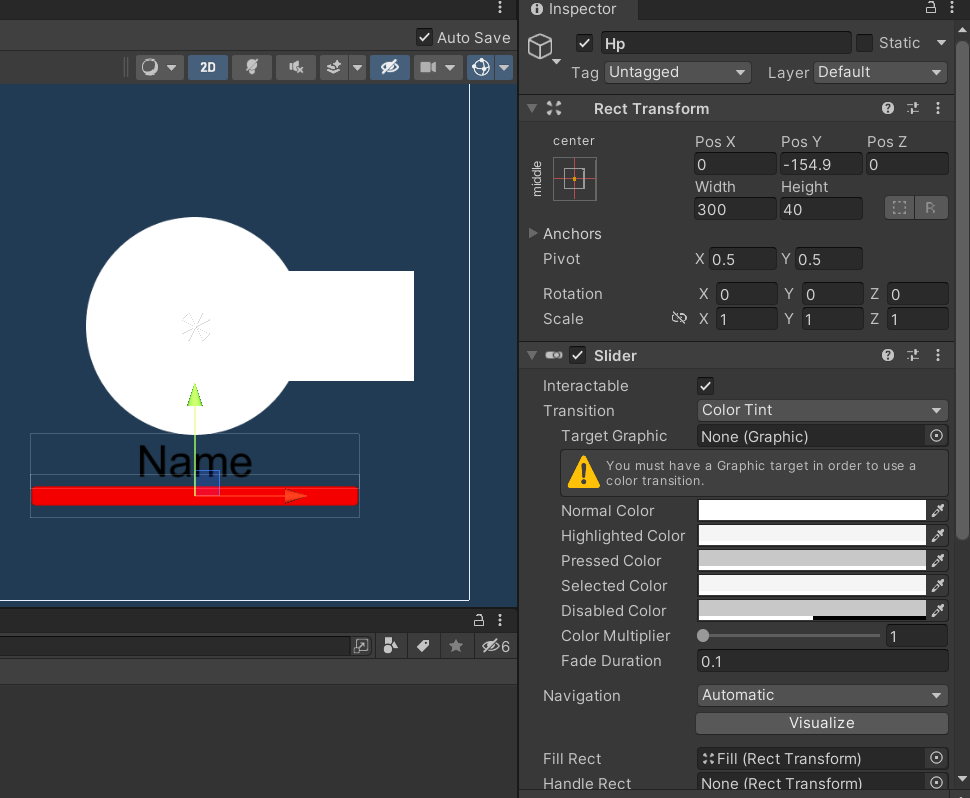 Inspector
Auto Save
Hp
Static
2D
Tag Untagged Layer Default
Rect Transform
center
Pos X Pos Y Pos Z
middle
0 -154.9 0
Width Height
300 40
R
Anchors
Pivot X 0.5 Y 0.5
Rotation X 0 Y 0 Z 0
Scale X 1 Y 1 Z 1
Slider
Interactable
Transition Color Tint
Target Graphic None (Graphic)
You must have a Graphic target in order to use a
color transition.
Name
Normal Color
Highlighted Color
Pressed Color
Selected Color
Disabled Color
Color Multiplier 1
6
Fade Duration 0.1
Navigation Automatic
Visualize
Fill Rect Fill (Rect Transform)
Handle Rect None (Rect Transform)